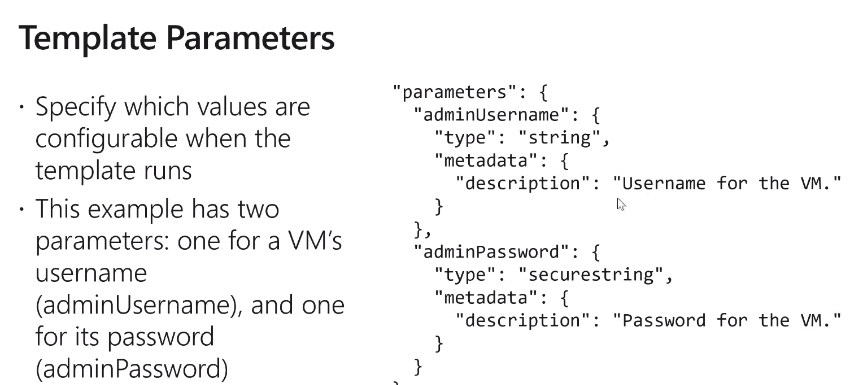 Template Parameters
· Specify which values are
configurable when the
template runs
· This example has two
parameters: one for a VM's
username
(adminUsername), and one
for its password
(adminPassword)
"parameters": {
  "adminUsername": {
    "type": "string",
    "metadata": {
      "description": "Username for the VM."
    }
  },
  "adminPassword": {
    "type": "securestring",
    "metadata": {
      "description": "Password for the VM."
    }
  }